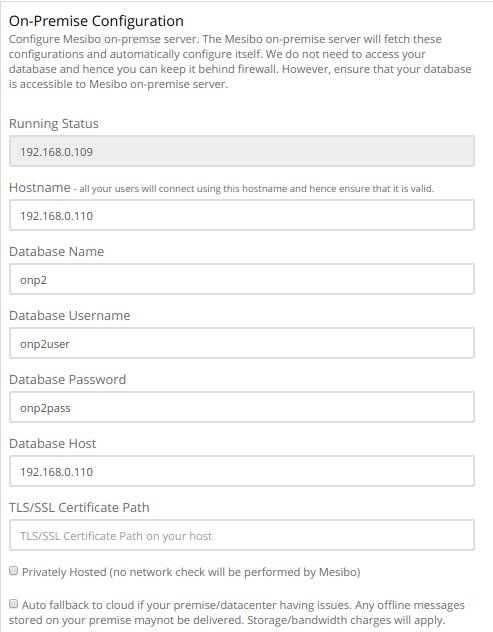 On-Premise Configuration
Configure Mesibo on-premse server. The Mesibo on-premise server will fetch these
configurations and automatically configure itself. We do not need to access your
database and hence you can keep it behind firewall. However, ensure that your database
is accessible to Mesibo on-premise server.
Running Status
192.168.0.109
Hostname - all your users will connect using this hostname and hence ensure that it is valid.
192.168.0.110
Database Name
onp2
Database Username
onp2user
Database Password
onp2pass
Database Host
192.168.0.110
TLS/SSL Certificate Path
TLS/SSL Certificate Path on your host
Privately Hosted (no network check will be performed by Mesibo)
Auto fallback to cloud if your premise/datacenter having issues. Any offline messages
stored on your premise maynot be delivered. Storage/bandwidth charges will apply.